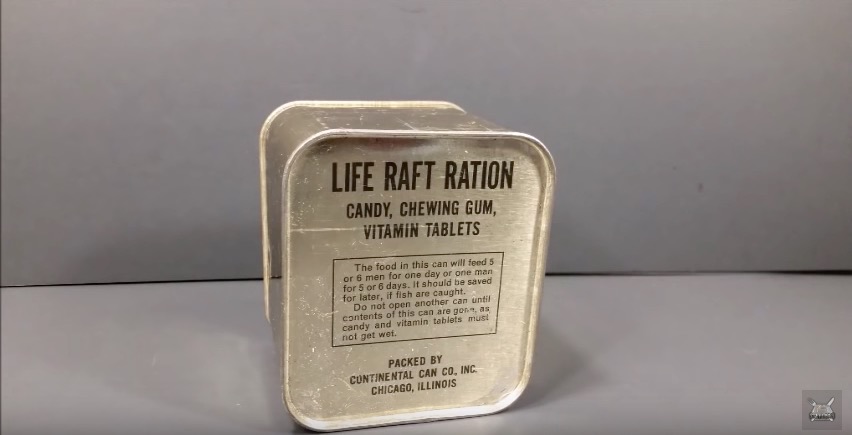 LIFE RAFT RATION
CANDY, CHEWING GUM,
VITAMIN TABLETS
The food in this can will feed 5
or 6 men for one day or one man
for 5 or 6 days. It should be saved
for later, if fish are caught.
Do not open another can until
contents of this can are gone, as
candy and vitamin tablets must
not get wet.
PACKED BY
CONTINENTAL CAN CO., INC.
CHICAGO, ILLINOIS